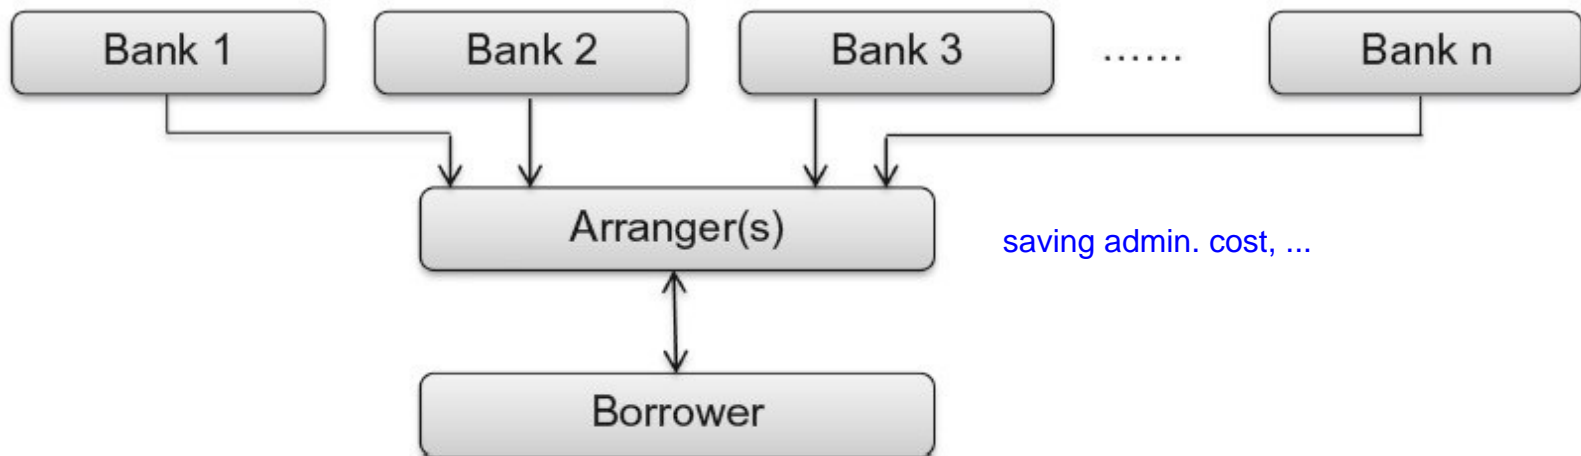 Bank 1
Bank 2
Bank 3
......
Bank n
Arranger(s)
saving admin. cost, ...
Borrower